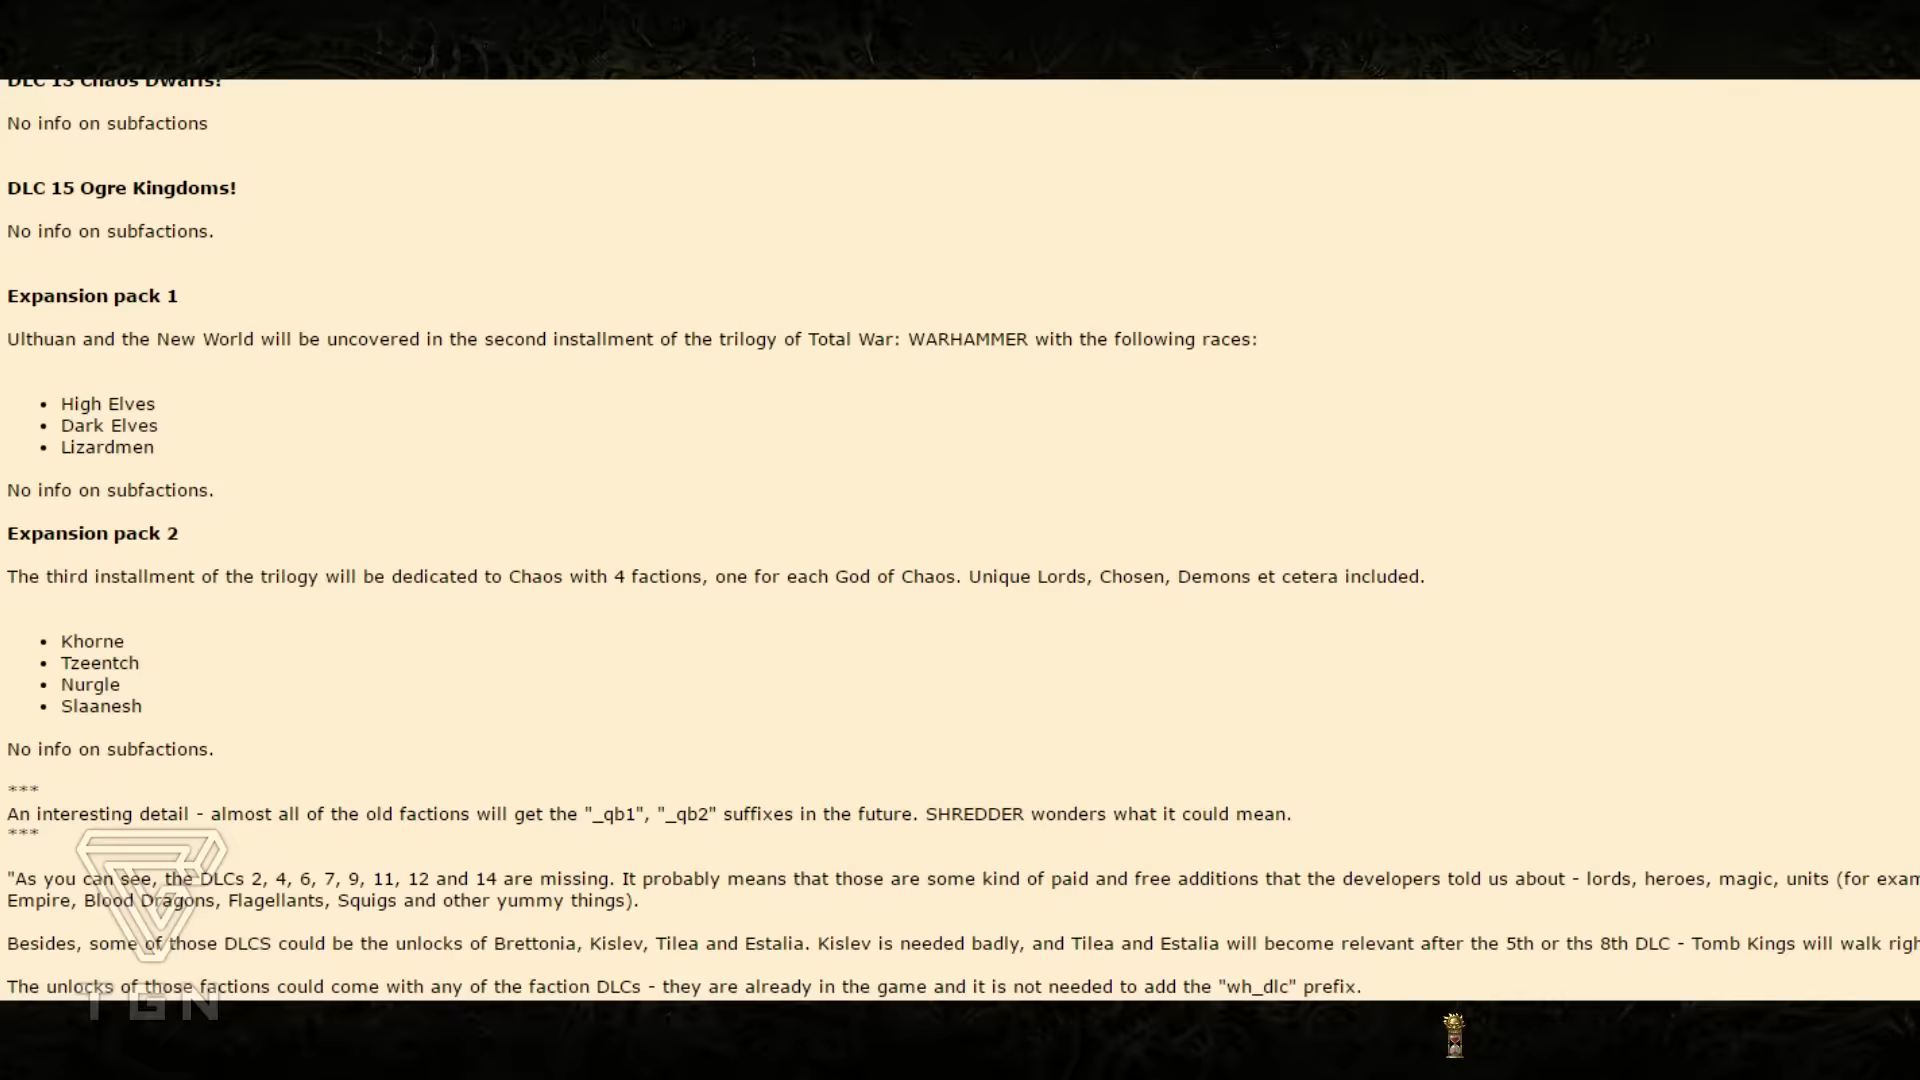 DLC 13 Chaos Dwarfs!
No info on subfactions
DLC 15 Ogre Kingdoms!
No info on subfactions.
Expansion pack 1
Ulthuan and the New World will be uncovered in the second installment of the trilogy of Total War: WARHAMMER with the following races:
• High Elves
• Dark Elves
• Lizardmen
No info on subfactions.
Expansion pack 2
The third installment of the trilogy will be dedicated to Chaos with 4 factions, one for each God of Chaos. Unique Lords, Chosen, Demons et cetera included.
• Khorne
• Tzeentch
• Nurgle
• Slaanesh
No info on subfactions.
***
An interesting detail - almost all of the old factions will get the "_qb1", "_qb2" suffixes in the future. SHREDDER wonders what it could mean.
***
"As you can see, the DLCs 2, 4, 6, 7, 9, 11, 12 and 14 are missing. It probably means that those are some kind of paid and free additions that the developers told us about - lords, heroes, magic, units (for
Empire, Blood Dragons, Flagellants, Squigs and other yummy things).
Besides, some of those DLCS could be the unlocks of Brettonia, Kislev, Tilea and Estalia. Kislev is needed badly, and Tilea and Estalia will become relevant after the 5th or ths 8th DLC - Tomb Kings will walk
The unlocks of those factions could come with any of the faction DLCs - they are already in the game and it is not needed to add the "wh_dlc" prefix.
TGN